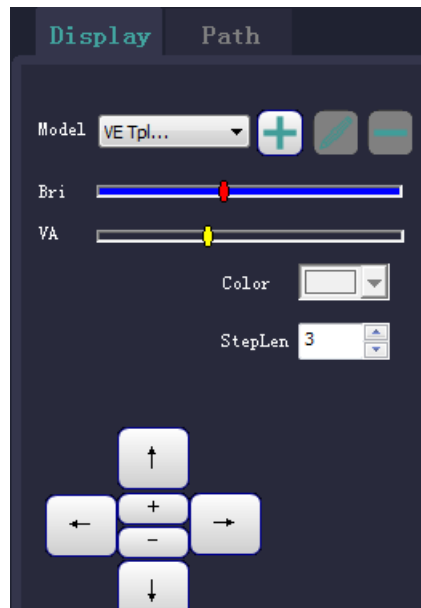 Display Path
Model VE Tpl...
Bri
VA
Color
StepLen 3
+
-